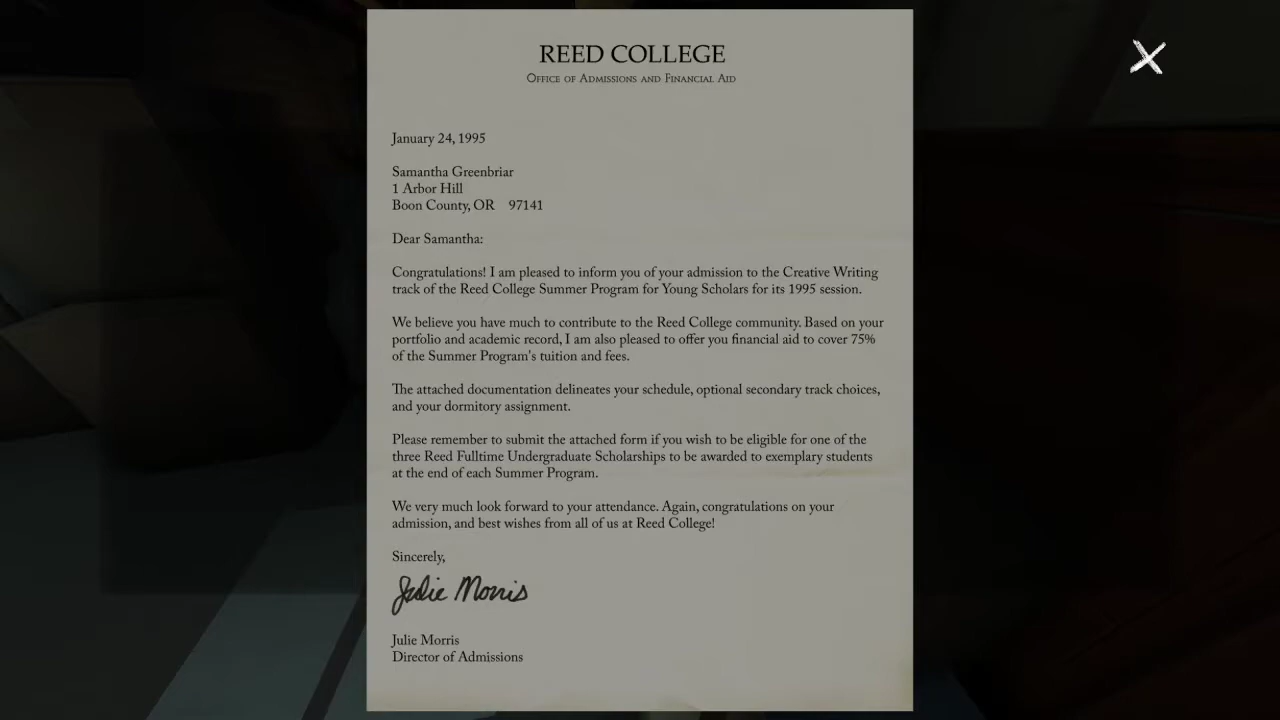 REED COLLEGE
Office of Admissions and Financial Aid
January 24, 1995
Samantha Greenbriar
1 Arbor Hill
Boon County, OR 97141
Dear Samantha:
Congratulations! I am pleased to inform you of your admission to the Creative Writing
track of the Reed College Summer Program for Young Scholars for its 1995 session.
We believe you have much to contribute to the Reed College community. Based on your
portfolio and academic record, I am also pleased to offer you financial aid to cover 75%
of the Summer Program's tuition and fees.
The attached documentation delineates your schedule, optional secondary track choices,
and your dormitory assignment.
Please remember to submit the attached form if you wish to be eligible for one of the
three Reed Fulltime Undergraduate Scholarships to be awarded to exemplary students
at the end of each Summer Program.
We very much look forward to your attendance. Again, congratulations on your
admission, and best wishes from all of us at Reed College!
Sincerely,
Julie Morris
Julie Morris
Director of Admissions